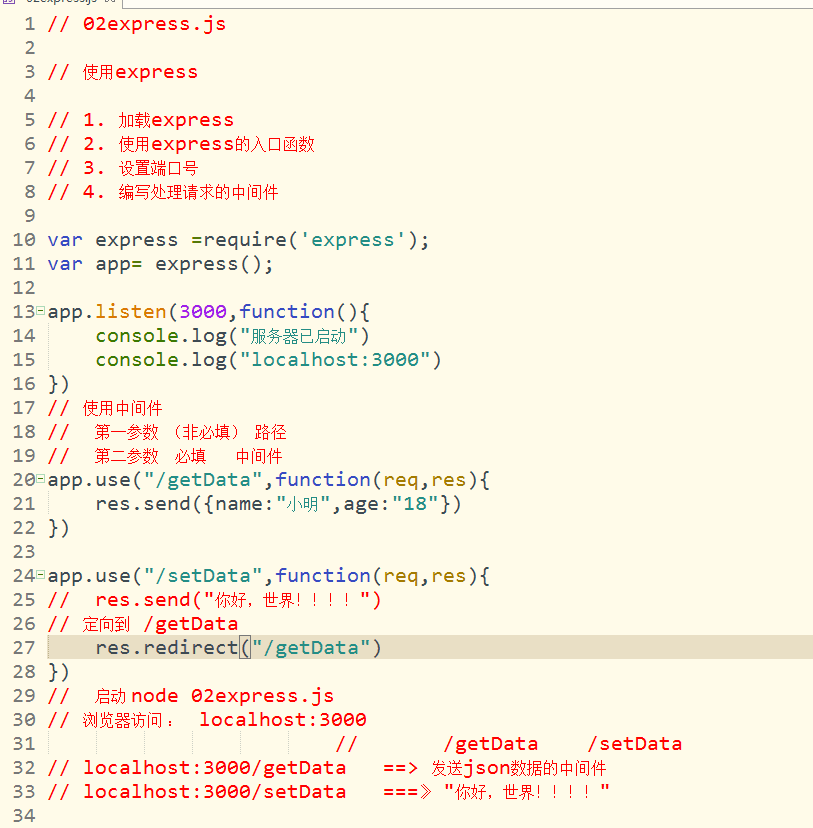 1 // 02express.js
2
3 // 使用express
4
5 // 1. 加载express
6 // 2. 使用express的入口函数
7 // 3. 设置端口号
8 // 4. 编写处理请求的中间件
9
10 var express =require('express');
11 var app= express();
12
13 app.listen(3000,function(){
14 console.log("服务器已启动")
15 console.log("localhost:3000")
16 })
17 // 使用中间件
18 // 第一参数 （非必填） 路径
19 // 第二参数 必填 中间件
20 app.use("/getData",function(req,res){
21 res.send({name:"小明",age:"18"})
22 })
23
24 app.use("/setData",function(req,res){
25 // res.send("你好，世界！！！！")
26 // 定向到 /getData
27 res.redirect("/getData")
28 })
29 // 启动 node 02express.js
30 // 浏览器访问： localhost:3000
31 // /getData /setData
32 // localhost:3000/getData ==> 发送json数据的中间件
33 // localhost:3000/setData ===》"你好，世界！！！！"
34